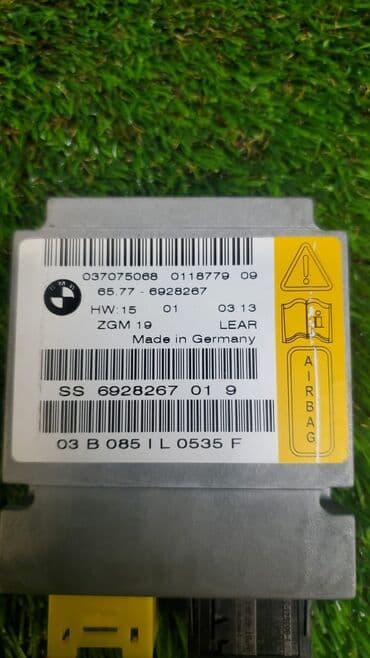 037075068 0118779 09
65.77 - 6928267
BMW
HW:15 01 03 13
ZGM 19 LEAR
Made in Germany
SS 6928267 01 9
03 B 085 I L 0535 F
AIRBAG